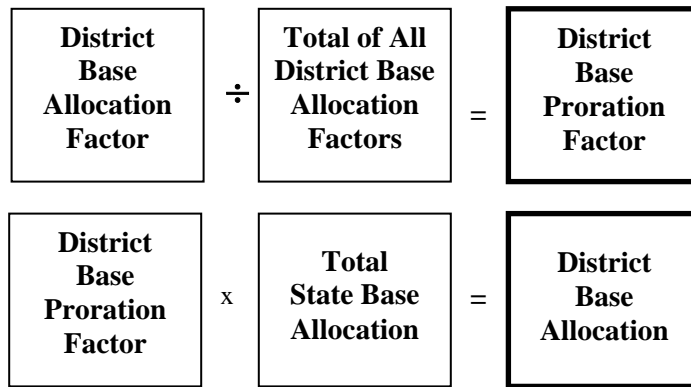 District
Base
Allocation
Factor
÷
Total of All
District Base
Allocation
Factors
=
District
Base
Proration
Factor
District
Base
Proration
Factor
x
Total
State Base
Allocation
=
District
Base
Allocation